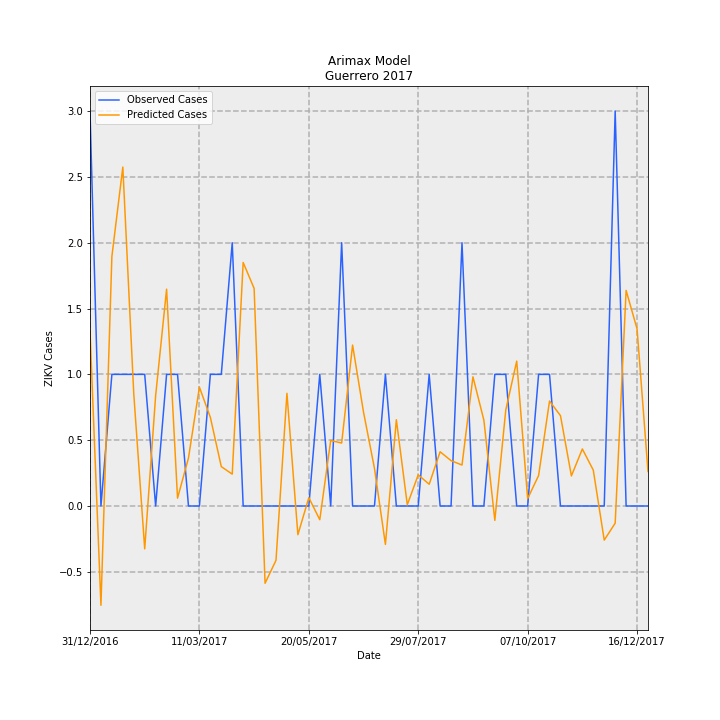 Arimax Model
Guerrero 2017
Observed Cases
Predicted Cases
ZIKV Cases
3.0
2.5
2.0
1.5
1.0
0.5
0.0
−0.5
31/12/2016
11/03/2017
20/05/2017
29/07/2017
07/10/2017
16/12/2017
Date